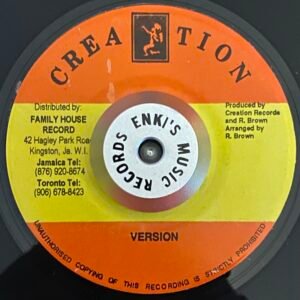 CREATION
Distributed by:
FAMILY HOUSE
RECORD
42 Hagley Park Roa
Kingston, Ja. W.I.
Jamaica Tel:
(876) 920-8674
Toronto Tel:
(906) 678-8423
Produced by
Creation Records
and R. Brown
Arranged by
R. Brown
ENKI'S MUSIC RECORDS
VERSION
UNAUTHORISED COPYING OF THIS RECORDING IS STRICTLY PROHIBITED